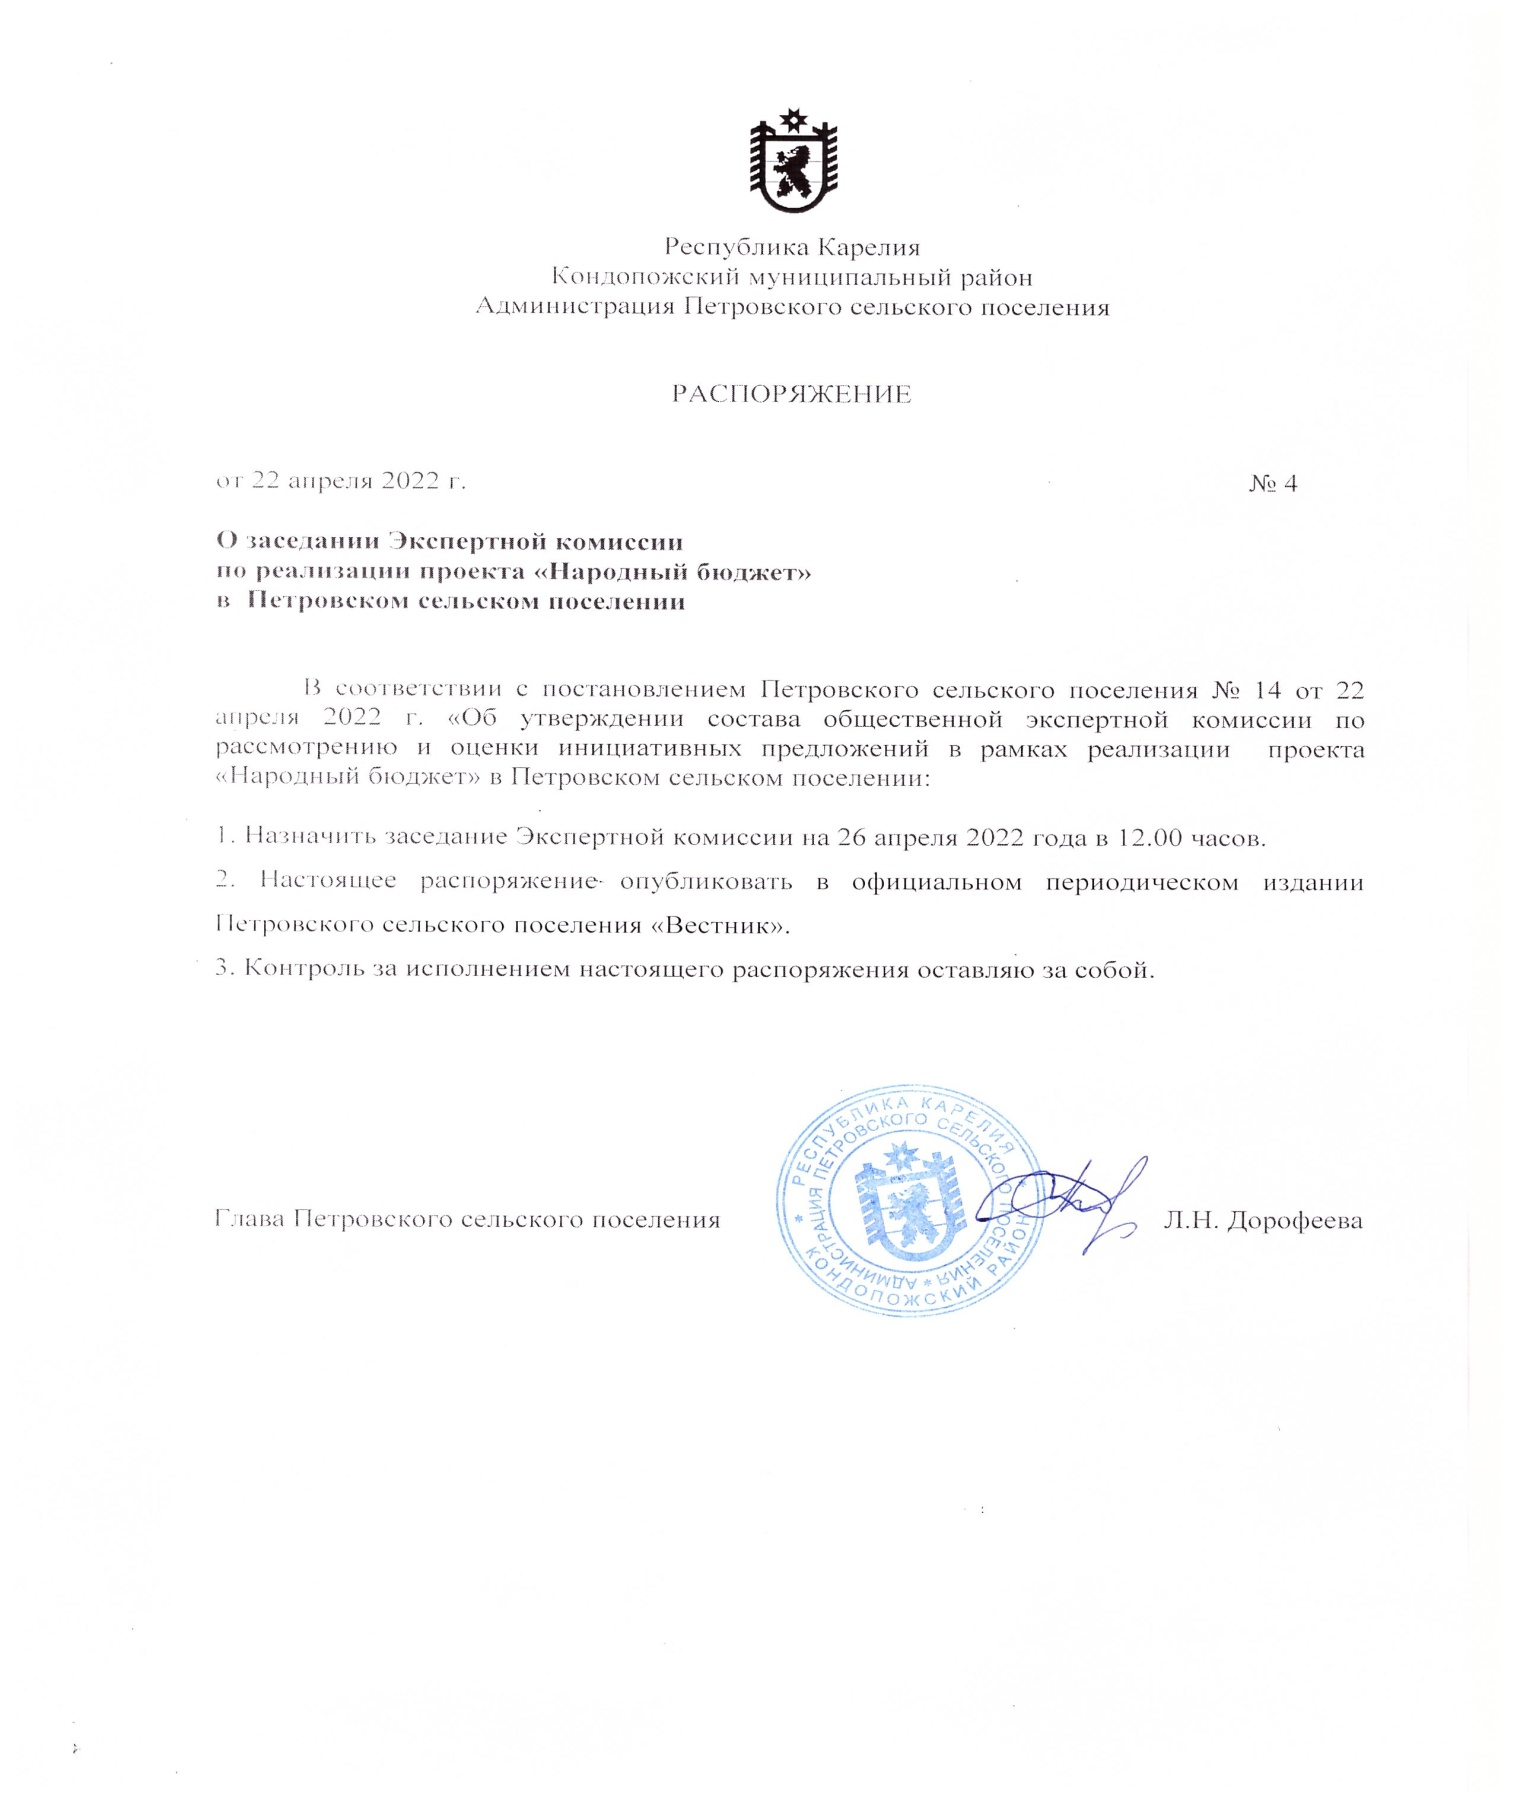 Республика Карелия
Кондопожский муниципальный район
Администрация Петровского сельского поселения
РАСПОРЯЖЕНИЕ
от 22 апреля 2022 г. № 4
О заседании Экспертной комиссии
по реализации проекта «Народный бюджет»
в Петровском сельском поселении
В соответствии с постановлением Петровского сельского поселения № 14 от 22
апреля 2022 г. «Об утверждении состава общественной экспертной комиссии по
рассмотрению и оценки инициативных предложений в рамках реализации проекта
«Народный бюджет» в Петровском сельском поселении:
1. Назначить заседание Экспертной комиссии на 26 апреля 2022 года в 12.00 часов.
2. Настоящее распоряжение опубликовать в официальном периодическом издании
Петровского сельского поселения «Вестник».
3. Контроль за исполнением настоящего распоряжения оставляю за собой.
Глава Петровского сельского поселения Л.Н. Дорофеева
* РЕСПУБЛИКА КАРЕЛИЯ * КОНДОПОЖСКИЙ РАЙОН
* АДМИНИСТРАЦИЯ ПЕТРОВСКОГО СЕЛЬСКОГО ПОСЕЛЕНИЯ